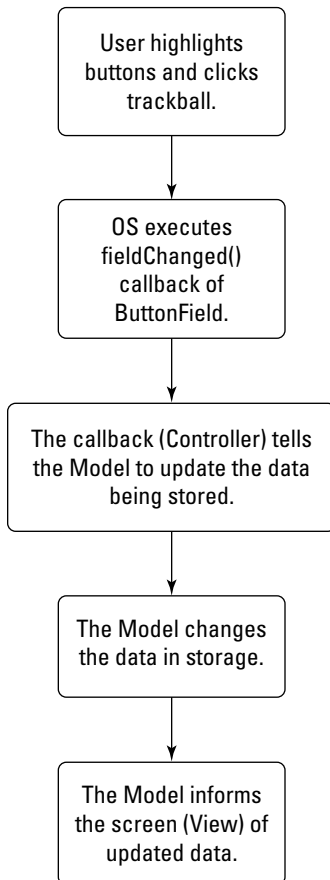 User highlights
buttons and clicks
trackball.
OS executes
fieldChanged()
callback of
ButtonField.
The callback (Controller) tells
the Model to update the data
being stored.
The Model changes
the data in storage.
The Model informs
the screen (View) of
updated data.